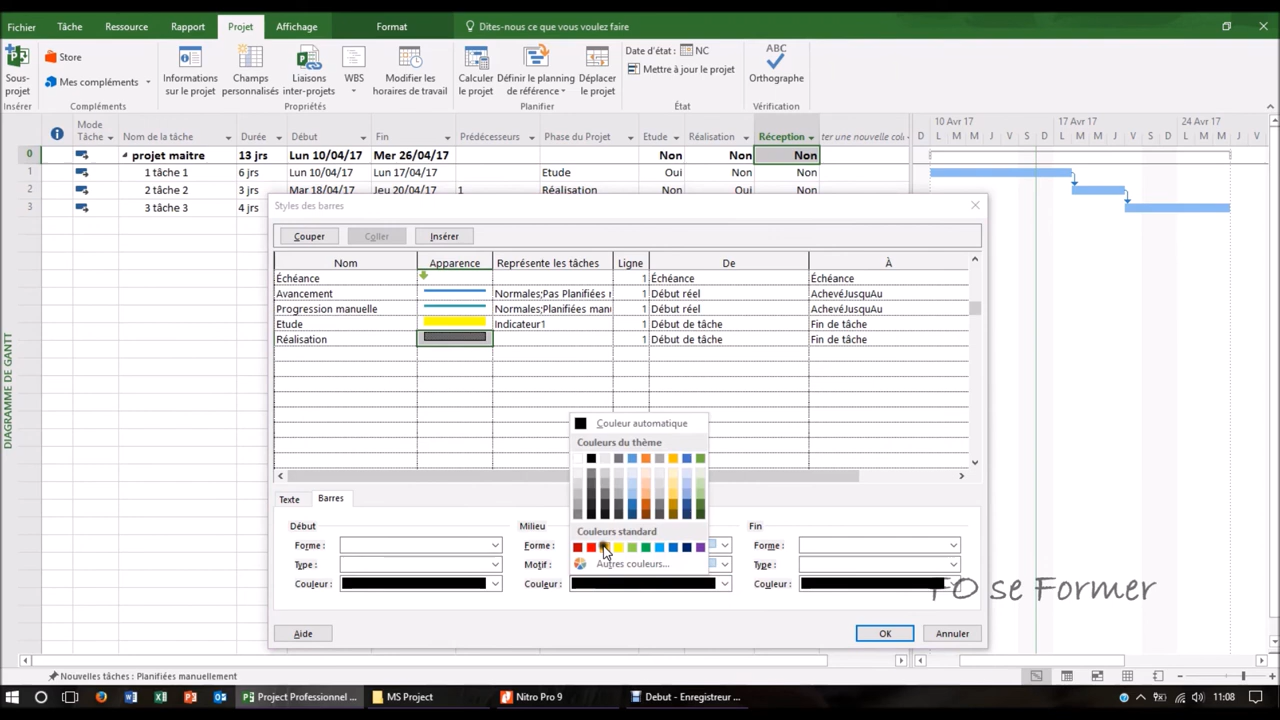 Fichier Tâche Ressource Rapport Projet Affichage Format Dites-nous ce que vous voulez faire
Sous-projet
Insérer
Store
Mes compléments
Compléments
Informations sur le projet
Champs personnalisés
Liaisons inter-projets
WBS
Modifier les horaires de travail
Propriétés
Calculer le projet
Définir le planning de référence
Déplacer le projet
Planifier
Date d'état : NC
Mettre à jour le projet
État
ABC
Orthographe
Vérification
Mode Tâche Nom de la tâche Durée Début Fin Prédécesseurs Phase du Projet Etude Réalisation Réception ter une nouvelle col
10 Avr 17 17 Avr 17 24 Avr 17
D L M M J V S D L M M J V S D L M M J V
0 projet maitre 13 jrs Lun 10/04/17 Mer 26/04/17 Non Non Non
1 1 tâche 1 6 jrs Lun 10/04/17 Lun 17/04/17 Etude Oui Non Non
2 2 tâche 2 3 jrs Mar 18/04/17 Jeu 20/04/17 1 Réalisation Non Oui Non
3 3 tâche 3 4 jrs
DIAGRAMME DE GANTT
Styles des barres
Couper Coller Insérer
Nom Apparence Représente les tâches Ligne De À
Échéance 1 Échéance Échéance
Avancement Normales;Pas Planifiées 1 Début réel AchevéJusquAu
Progression manuelle Normales;Planifiées 1 Début réel AchevéJusquAu
Etude Indicateur1 1 Début de tâche Fin de tâche
Réalisation 1 Début de tâche Fin de tâche
Couleur automatique
Couleurs du thème
Couleurs standard
Autres couleurs...
Texte Barres
Début Milieu Fin
Forme : Forme : Forme :
Type : Motif : Type :
Couleur : Couleur : Couleur :
TO se Former
Aide OK Annuler
Nouvelles tâches : Planifiées manuellement
Project Professionnel ... MS Project Nitro Pro 9 Debut - Enregistreur ... 11:08